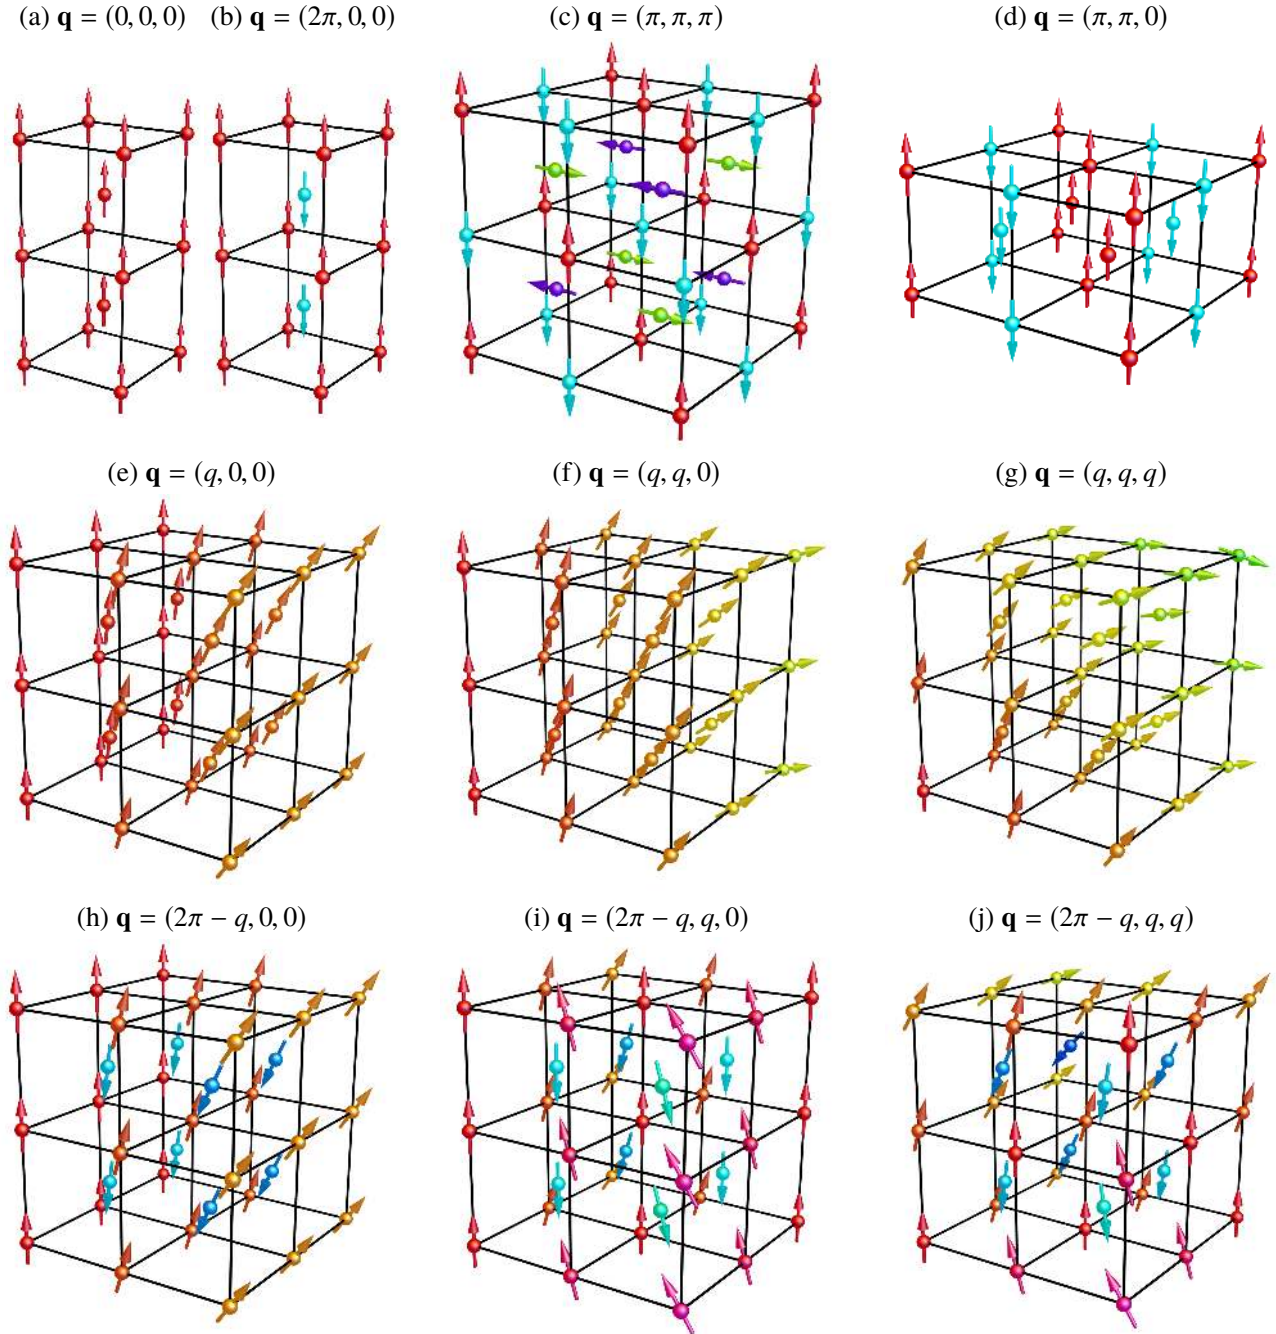 (a) q = (0, 0, 0) (b) q = (2π, 0, 0) (c) q = (π, π, π) (d) q = (π, π, 0)
(e) q = (q, 0, 0) (f) q = (q, q, 0) (g) q = (q, q, q)
(h) q = (2π − q, 0, 0) (i) q = (2π − q, q, 0) (j) q = (2π − q, q, q)